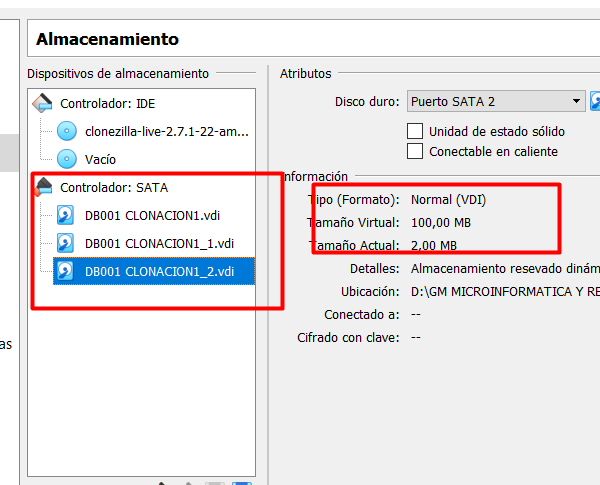 Almacenamiento
Dispositivos de almacenamiento
Controlador: IDE
clonezilla-live-2.7.1-22-am...
Vacío
Controlador: SATA
DB001 CLONACION1.vdi
DB001 CLONACION1_1.vdi
DB001 CLONACION1_2.vdi
as
Atributos
Disco duro: Puerto SATA 2
Unidad de estado sólido
Conectable en caliente
Información
Tipo (Formato): Normal (VDI)
Tamaño Virtual: 100,00 MB
Tamaño Actual: 2,00 MB
Detalles: Almacenamiento resevado dinám
Ubicación: D:\GM MICROINFORMATICA Y RE
Conectado a: --
Cifrado con clave: --